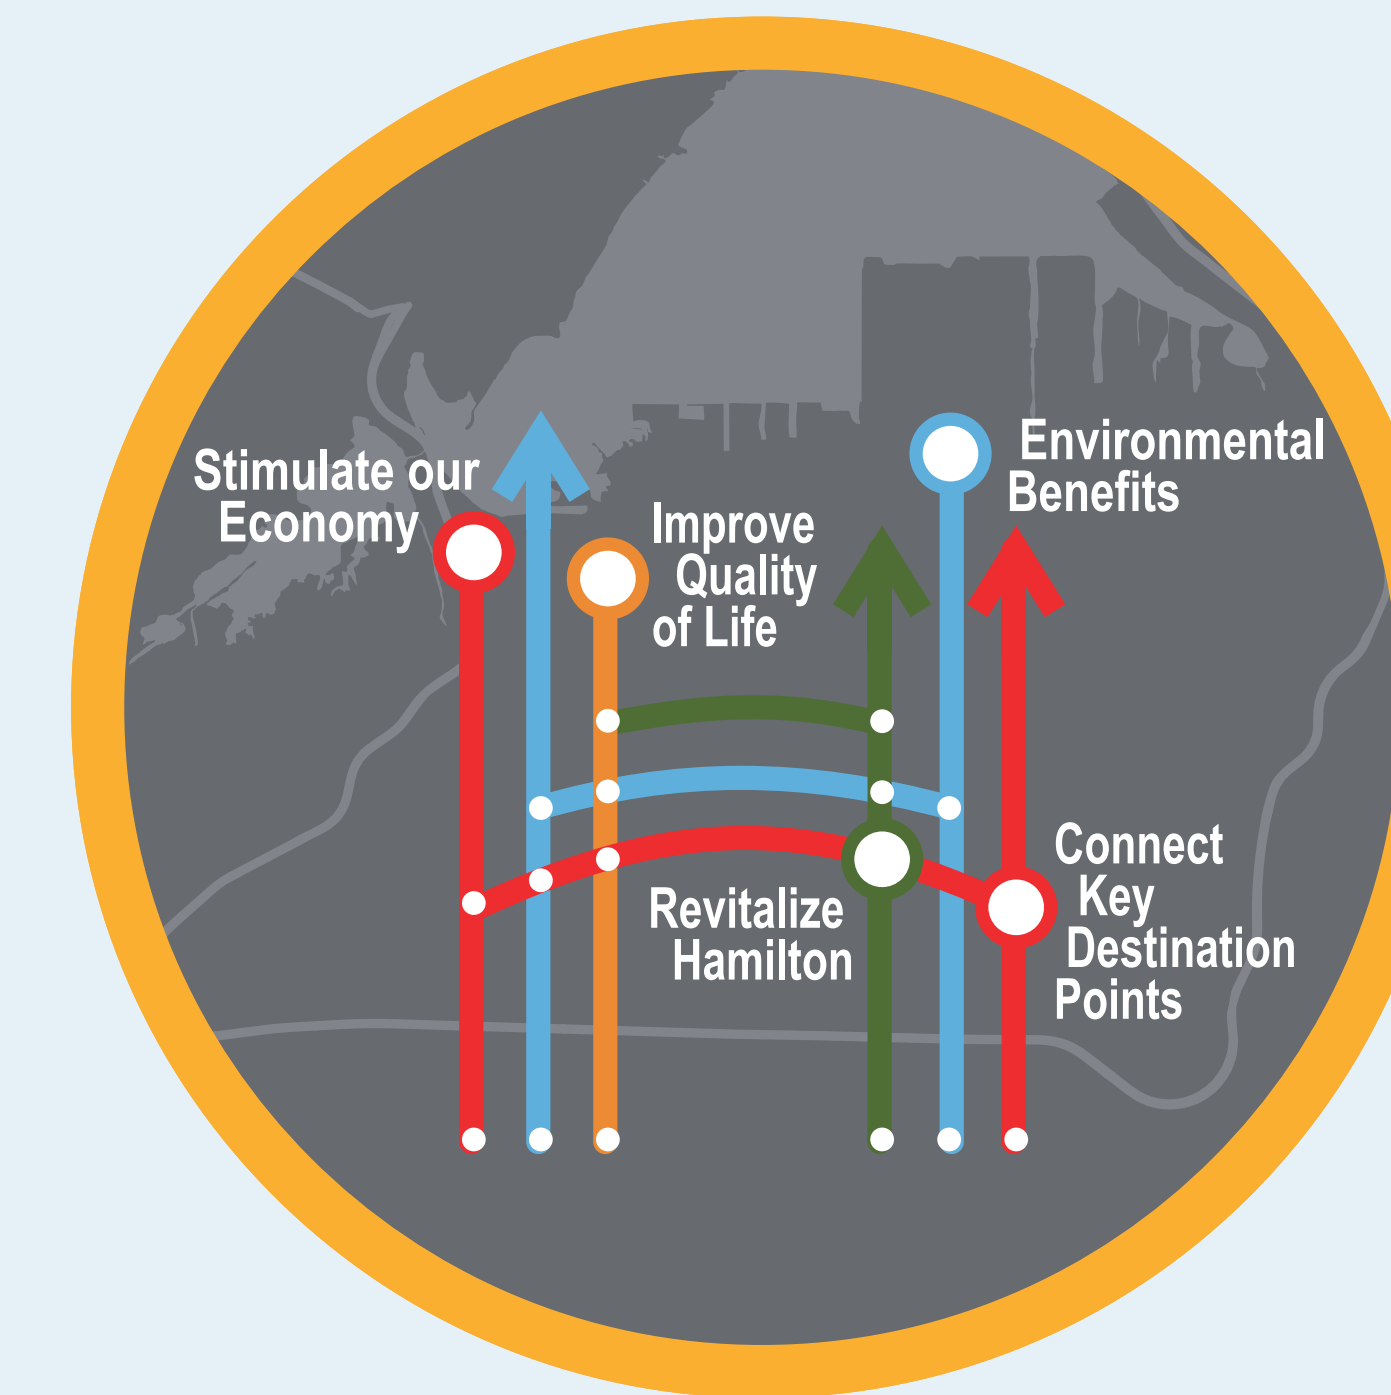 Stimulate our
Economy
Improve
Quality
of Life
Environmental
Benefits
Revitalize
Hamilton
Connect
Key
Destination
Points